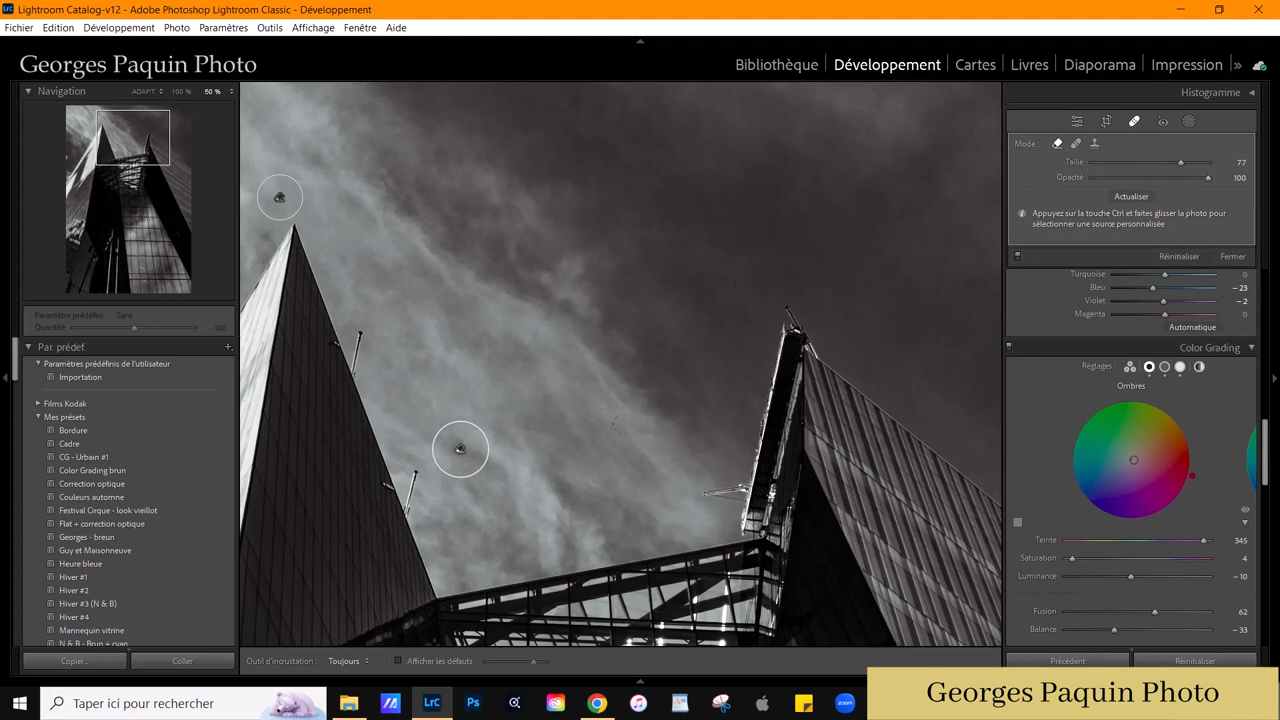 Lightroom Catalog-v12 - Adobe Photoshop Lightroom Classic - Développement
Fichier Edition Développement Photo Paramètres Outils Affichage Fenêtre Aide
Georges Paquin Photo
Bibliothèque Développement Cartes Livres Diaporama Impression »
Navigation ADAPT. 100 % 50 %
Paramètre prédéfini : Sans
Quantité 100
Par. prédéf. +
Paramètres prédéfinis de l'utilisateur
Importation
Films Kodak
Mes présets
Bordure
Cadre
CG - Urbain #1
Color Grading brun
Correction optique
Couleurs automne
Festival Cirque - look vieillot
Flat + correction optique
Georges - breun
Guy et Maisonneuve
Heure bleue
Hiver #1
Hiver #2
Hiver #3 (N & B)
Hiver #4
Mannequin vitrine
N & B - Brun + cyan
Copier... Coller
Outil d'incrustation : Toujours Afficher les défauts
Histogramme
Mode :
Taille 77
Opacité 100
Actualiser
Appuyez sur la touche Ctrl et faites glisser la photo pour
sélectionner une source personnalisée
Réinitialiser Fermer
Turquoise 0
Bleu – 23
Violet – 2
Magenta 0
Automatique
Color Grading
Réglages :
Ombres
Teinte 345
Saturation 4
Luminance – 10
Fusion 62
Balance – 33
Précédent Réinitialiser
Taper ici pour rechercher
LrC Ps zoom
Georges Paquin Photo